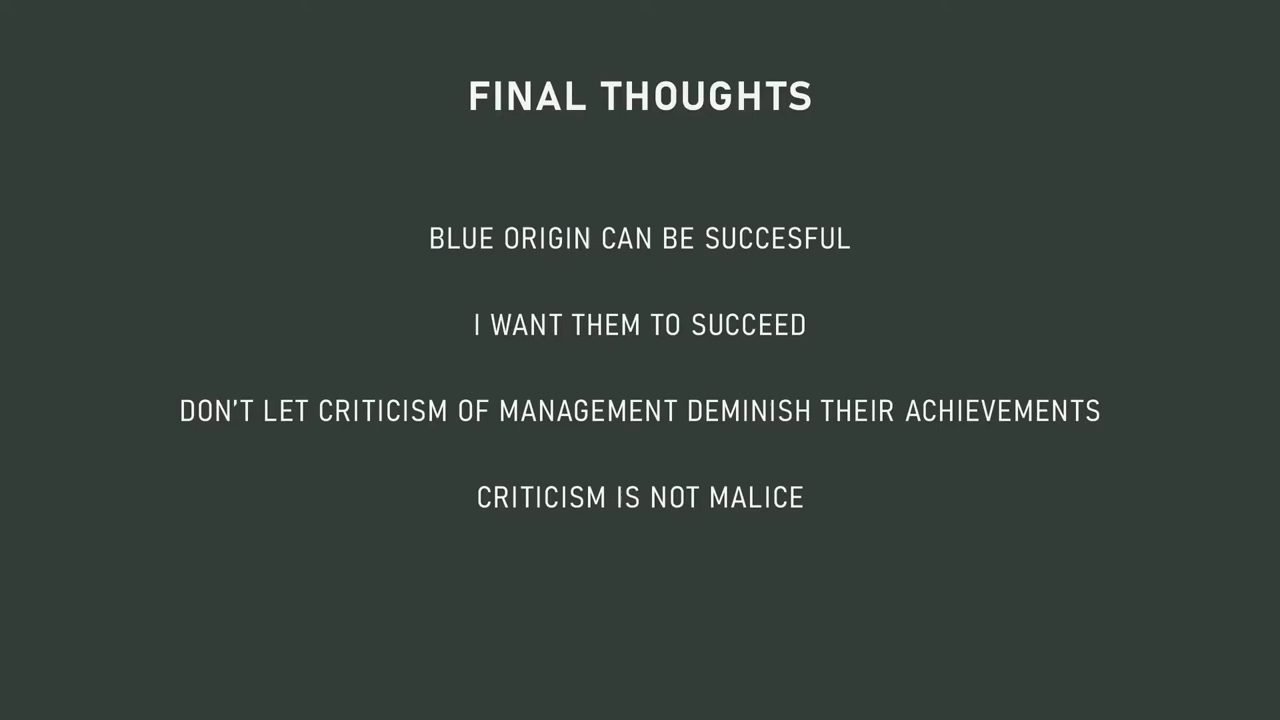 FINAL THOUGHTS
BLUE ORIGIN CAN BE SUCCESFUL
I WANT THEM TO SUCCEED
DON'T LET CRITICISM OF MANAGEMENT DEMINISH THEIR ACHIEVEMENTS
CRITICISM IS NOT MALICE